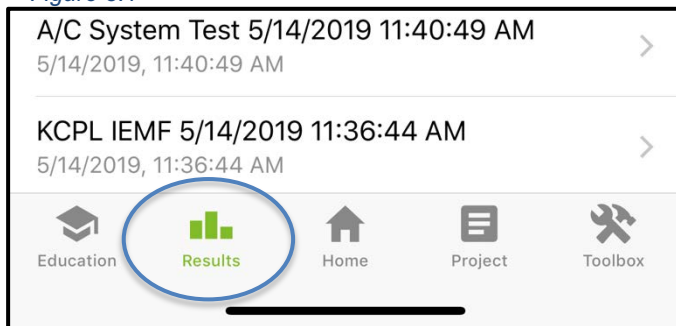 A/C System Test 5/14/2019 11:40:49 AM
5/14/2019, 11:40:49 AM
KCPL IEMF 5/14/2019 11:36:44 AM
5/14/2019, 11:36:44 AM
Education Results Home Project Toolbox